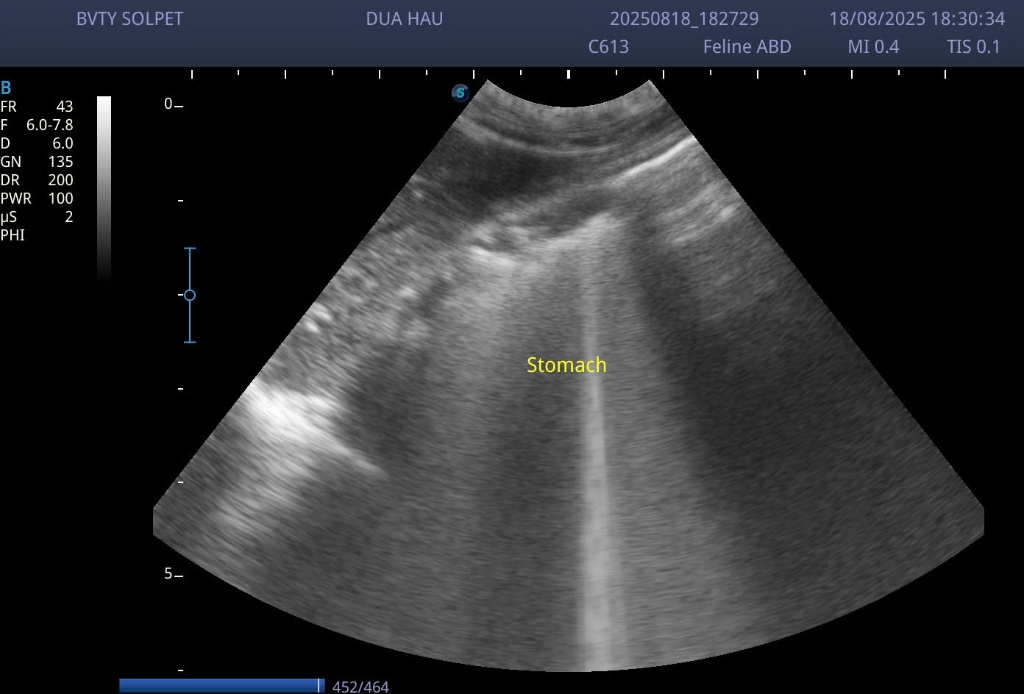 BVTY SOLPET DUA HAU 20250818_182729 18/08/2025 18:30:34
C613 Feline ABD MI 0.4 TIS 0.1
B
FR 43
F 6.0-7.8
D 6.0
GN 135
DR 200
PWR 100
µS 2
PHI
S
0
Stomach
5
452/464